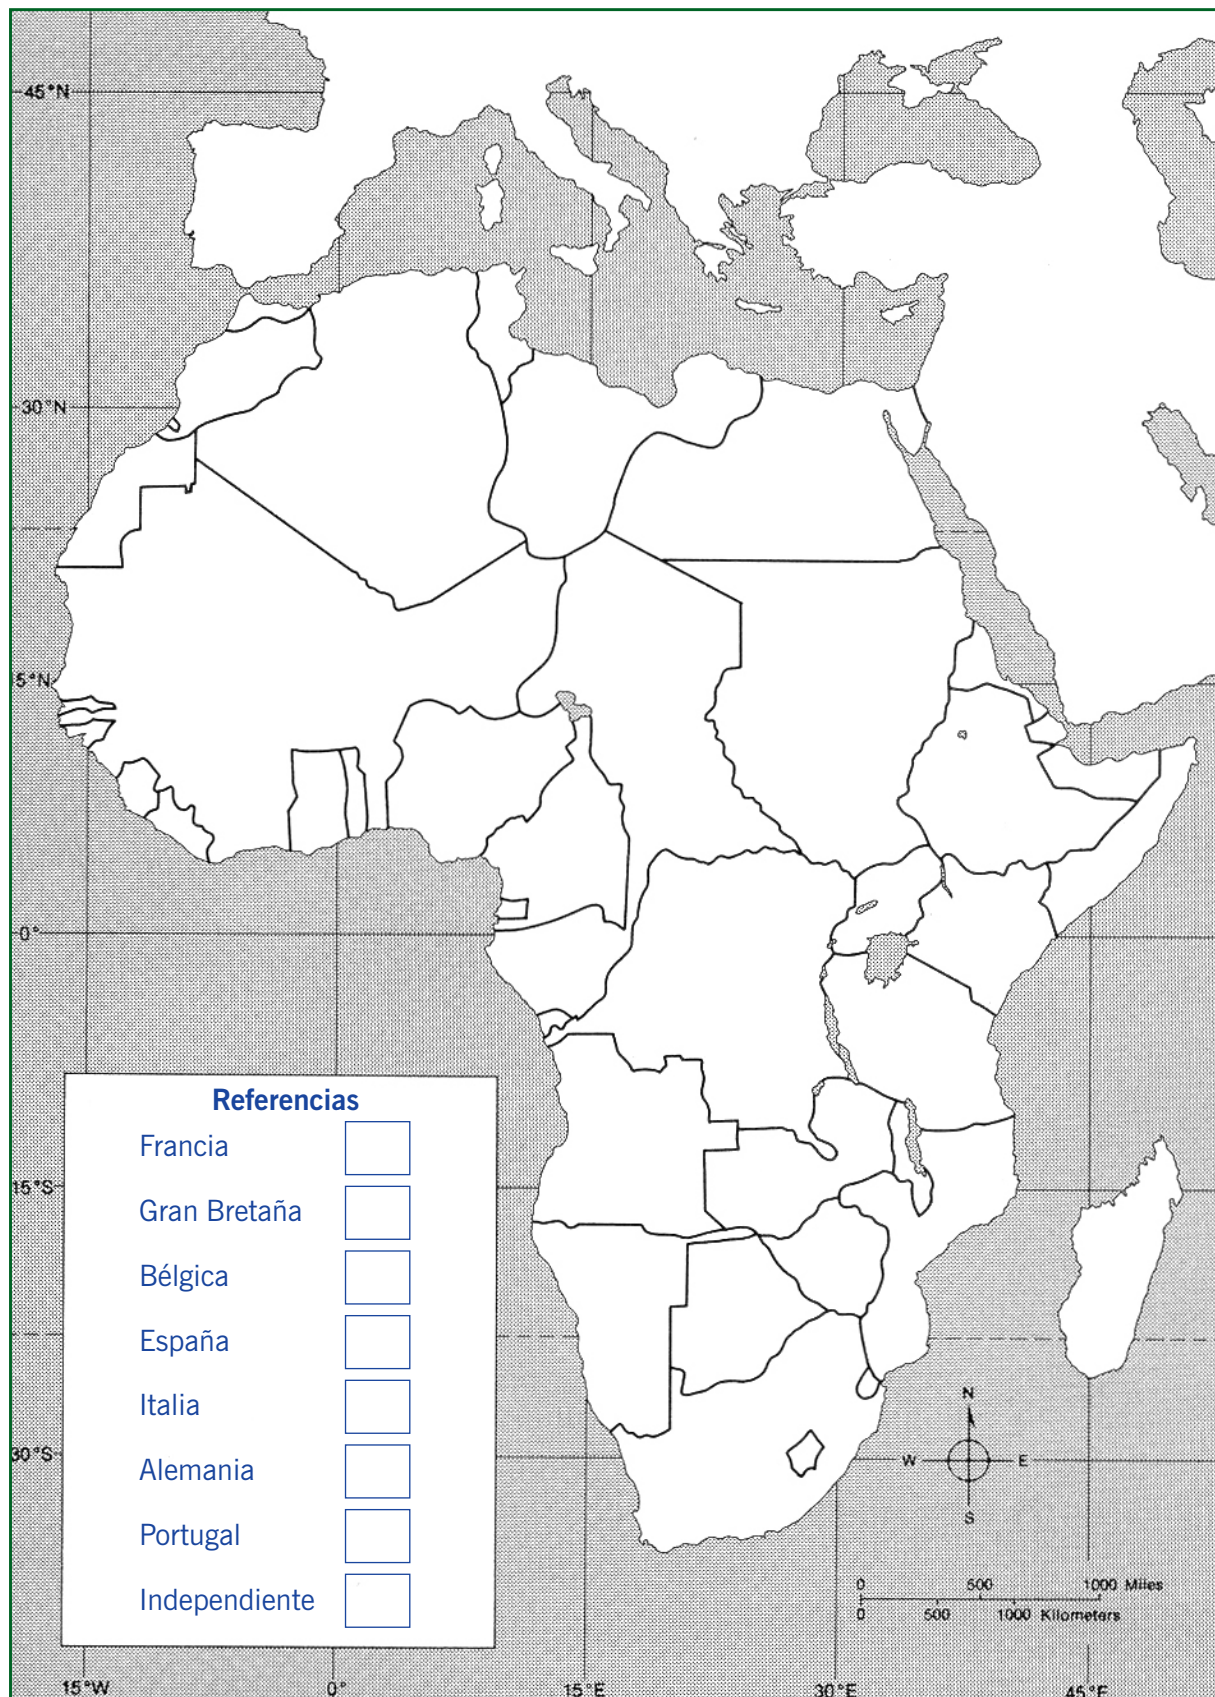 45°N
30°N
5°N
0°
15°S
30°S
Referencias
Francia
Gran Bretaña
Bélgica
España
Italia
Alemania
Portugal
Independiente
N
W E
S
0 500 1000 Miles
0 500 1000 Kilometers
15°W 0° 15°E 30°E 45°E